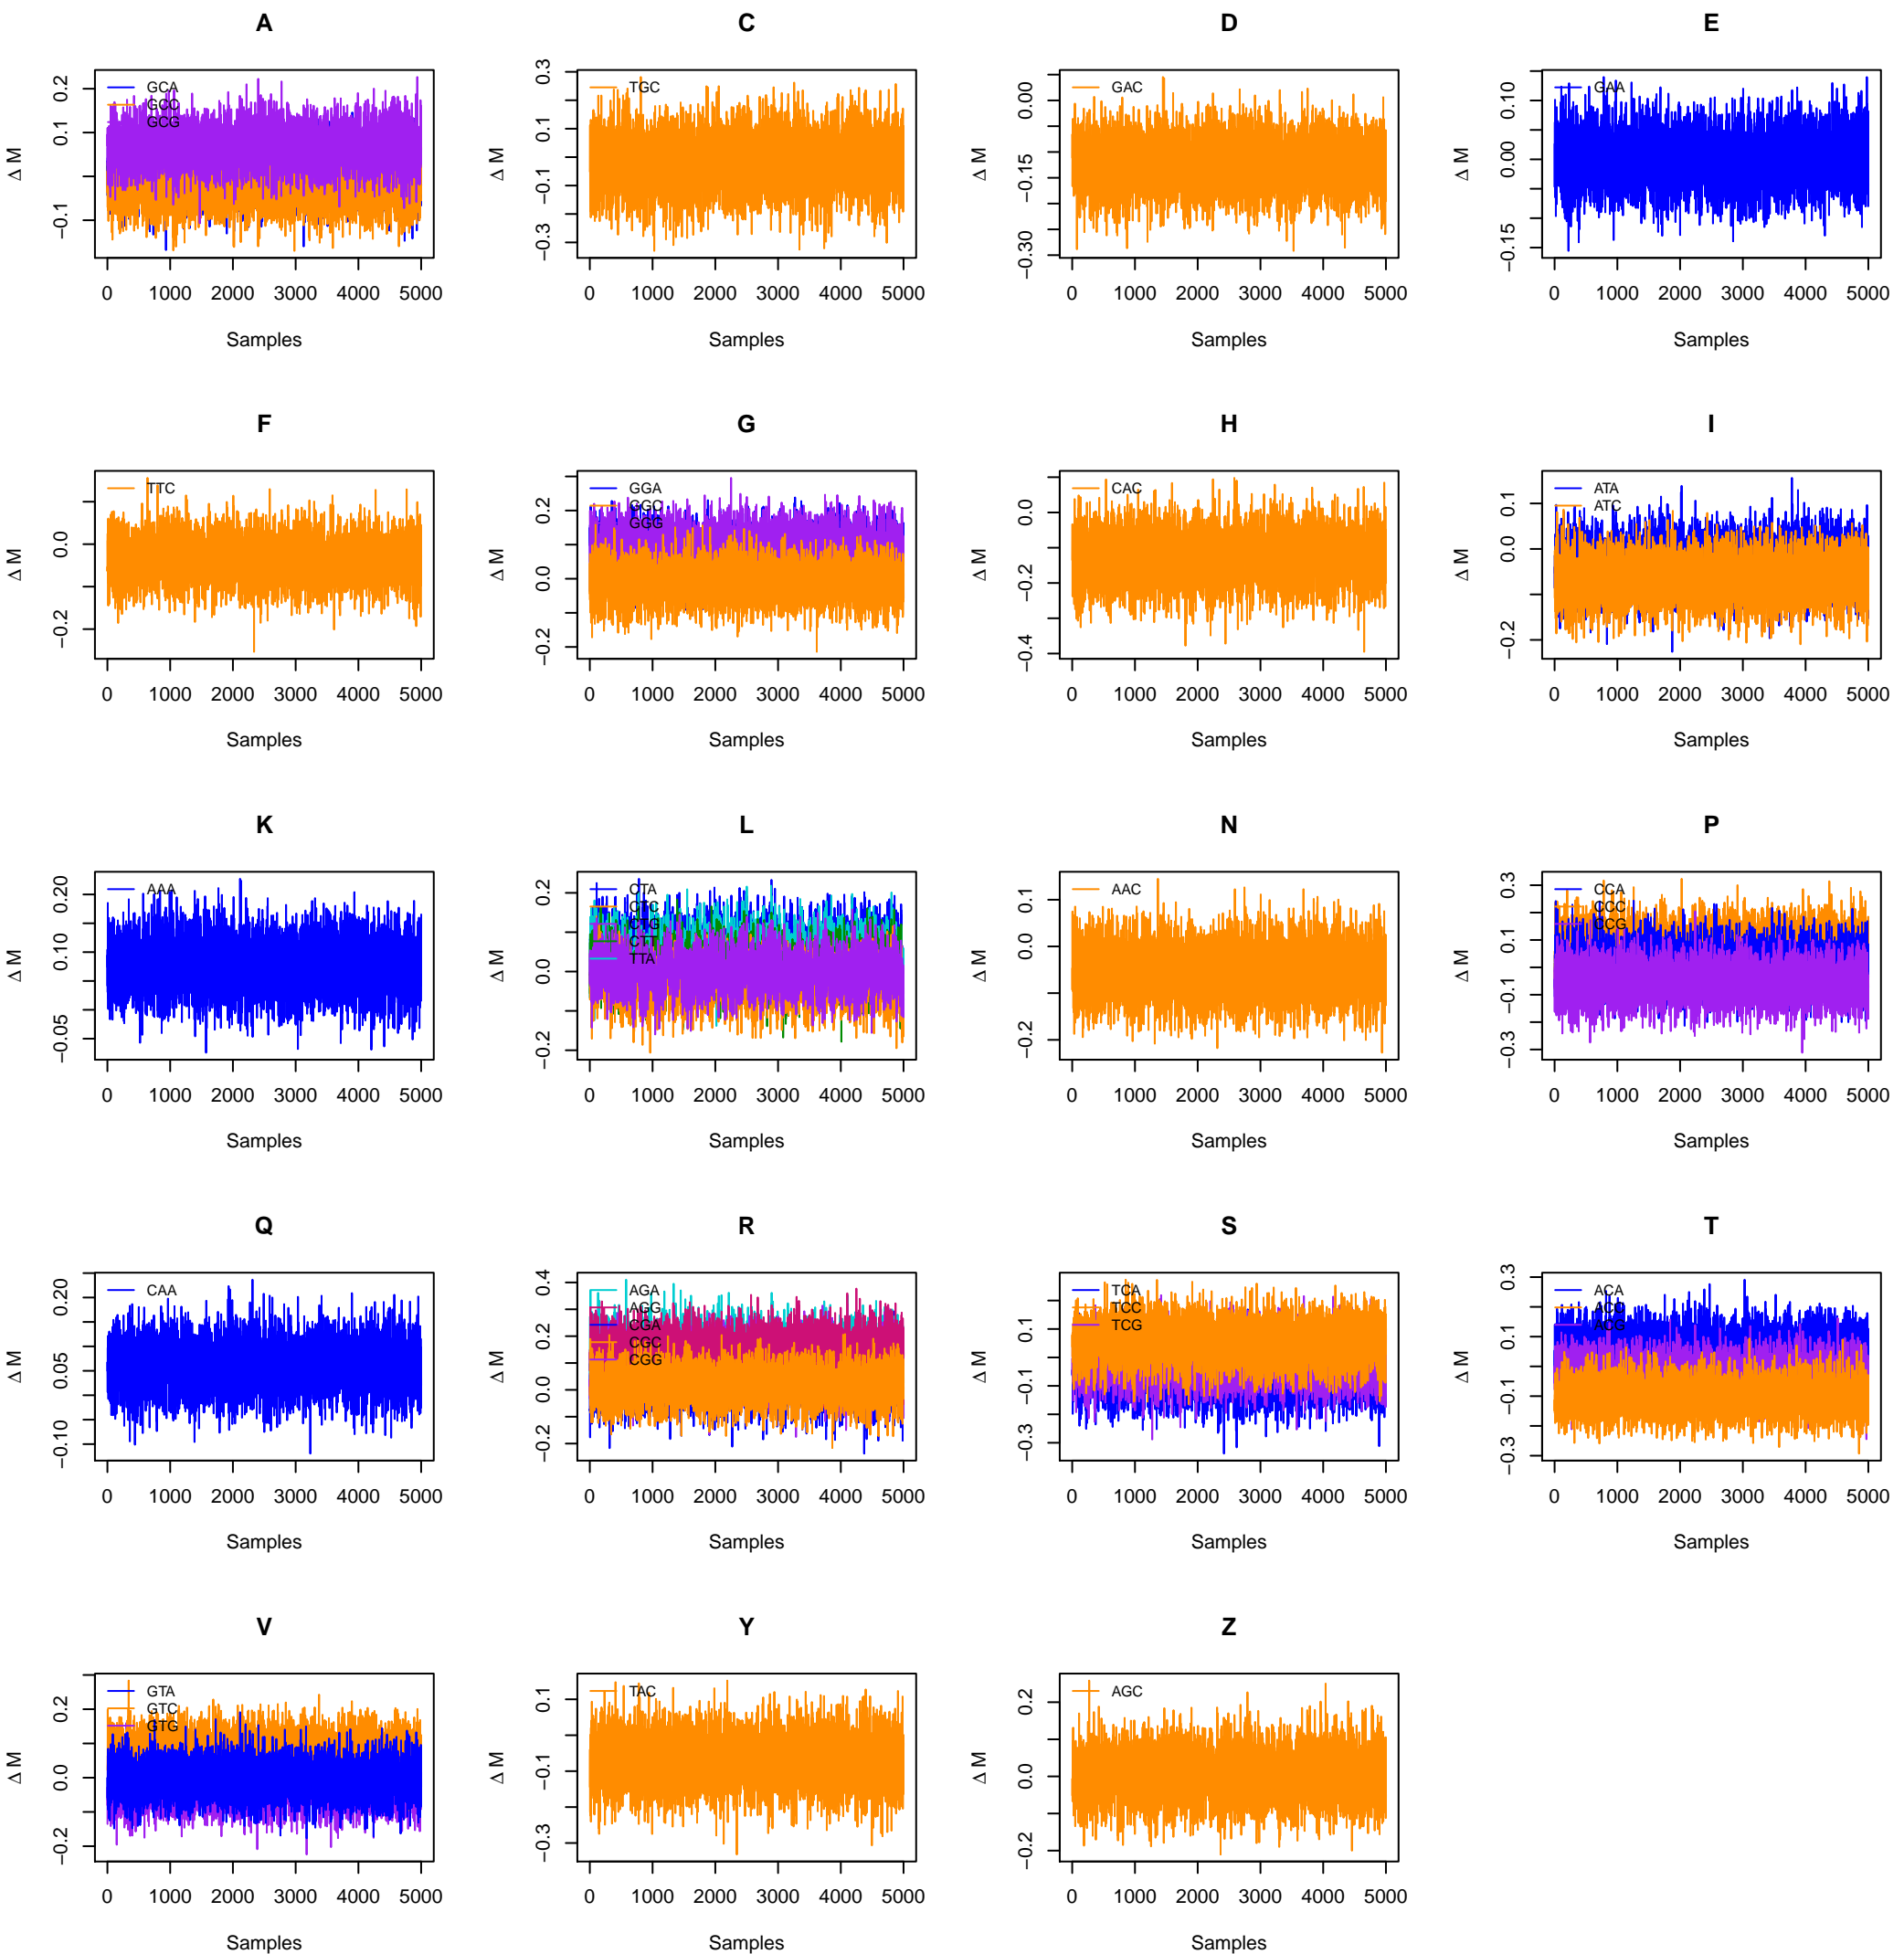 A
C
D
E
ΔM
0.2
0.1
−0.1
GCA
GCC
GCG
0 1000 2000 3000 4000 5000
Samples
ΔM
0.3
0.1
−0.1
−0.3
TGC
0 1000 2000 3000 4000 5000
Samples
ΔM
0.00
−0.15
−0.30
GAC
0 1000 2000 3000 4000 5000
Samples
ΔM
0.10
0.00
−0.15
GAA
0 1000 2000 3000 4000 5000
Samples
F
G
H
I
ΔM
0.0
−0.2
TTC
0 1000 2000 3000 4000 5000
Samples
ΔM
0.2
0.0
−0.2
GGA
GGC
GGG
0 1000 2000 3000 4000 5000
Samples
ΔM
0.0
−0.2
−0.4
CAC
0 1000 2000 3000 4000 5000
Samples
ΔM
0.1
0.0
−0.2
ATA
ATC
0 1000 2000 3000 4000 5000
Samples
K
L
N
P
ΔM
0.20
0.10
−0.05
AAA
0 1000 2000 3000 4000 5000
Samples
ΔM
0.2
0.0
−0.2
CTA
CTC
CTG
CTT
TTA
0 1000 2000 3000 4000 5000
Samples
ΔM
0.1
0.0
−0.2
AAC
0 1000 2000 3000 4000 5000
Samples
ΔM
0.3
0.1
−0.1
−0.3
CCA
CCC
CCG
0 1000 2000 3000 4000 5000
Samples
Q
R
S
T
ΔM
0.20
0.05
−0.10
CAA
0 1000 2000 3000 4000 5000
Samples
ΔM
0.4
0.2
0.0
−0.2
AGA
AGG
CGA
CGC
CGG
0 1000 2000 3000 4000 5000
Samples
ΔM
0.1
−0.1
−0.3
TCA
TCC
TCG
0 1000 2000 3000 4000 5000
Samples
ΔM
0.3
0.1
−0.1
−0.3
ACA
ACC
ACG
0 1000 2000 3000 4000 5000
Samples
V
Y
Z
ΔM
0.2
0.0
−0.2
GTA
GTC
GTG
0 1000 2000 3000 4000 5000
Samples
ΔM
0.1
−0.1
−0.3
TAC
0 1000 2000 3000 4000 5000
Samples
ΔM
0.2
0.0
−0.2
AGC
0 1000 2000 3000 4000 5000
Samples